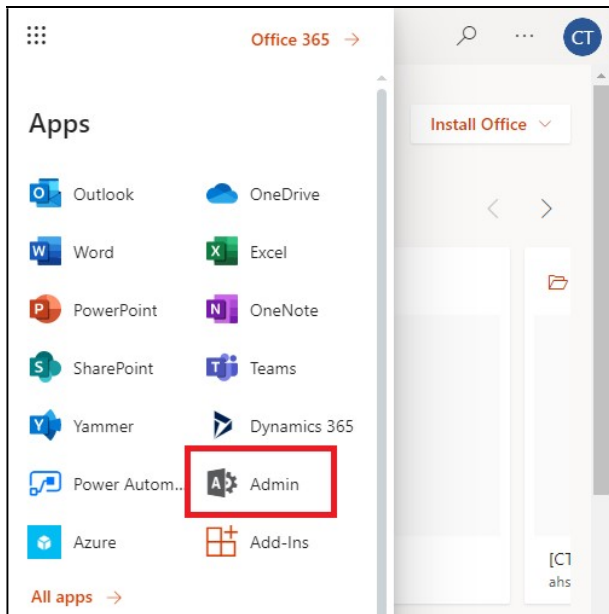 Office 365 →
CT
Apps
Install Office
Outlook OneDrive
Word Excel
PowerPoint OneNote
SharePoint Teams
Yammer Dynamics 365
Power Autom... Admin
Azure Add-Ins
[CT
All apps →
ahs